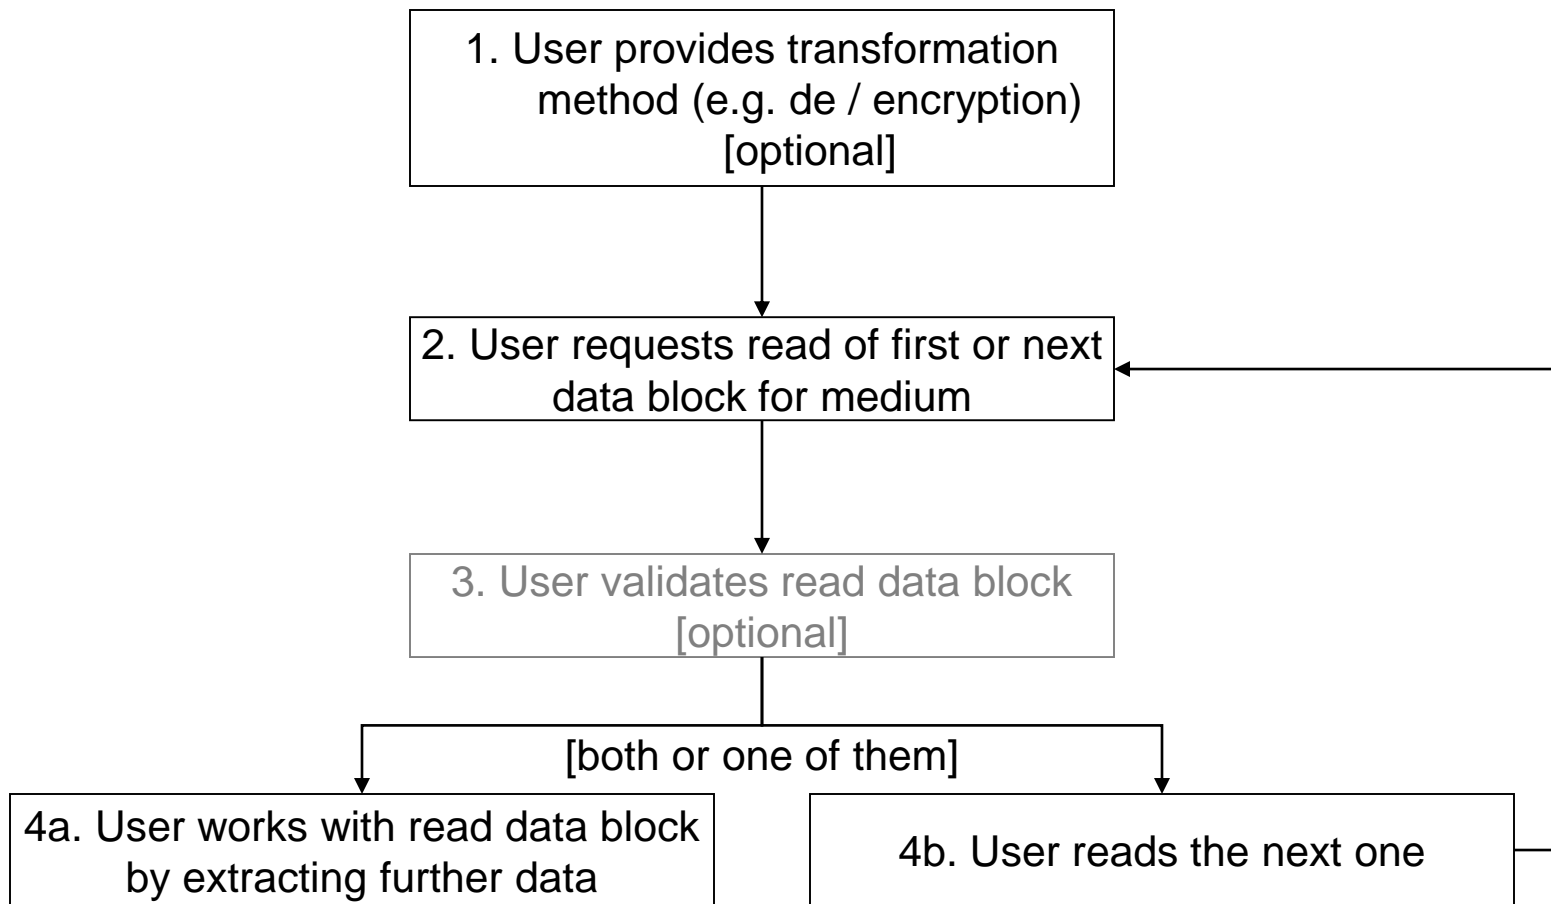 1. User provides transformation
method (e.g. de / encryption)
[optional]
2. User requests read of first or next
data block for medium
3. User validates read data block
[optional]
[both or one of them]
4a. User works with read data block
by extracting further data
4b. User reads the next one